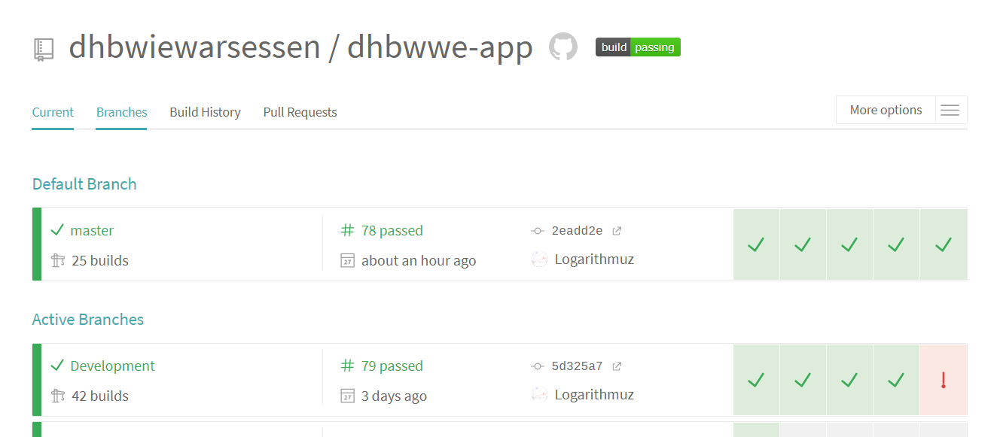 dhbwiewarsessen / dhbwwe-app build passing
Current Branches Build History Pull Requests More options
Default Branch
master # 78 passed 2eadd2e
25 builds 27 about an hour ago Logarithmuz
Active Branches
Development # 79 passed 5d325a7
42 builds 27 3 days ago Logarithmuz